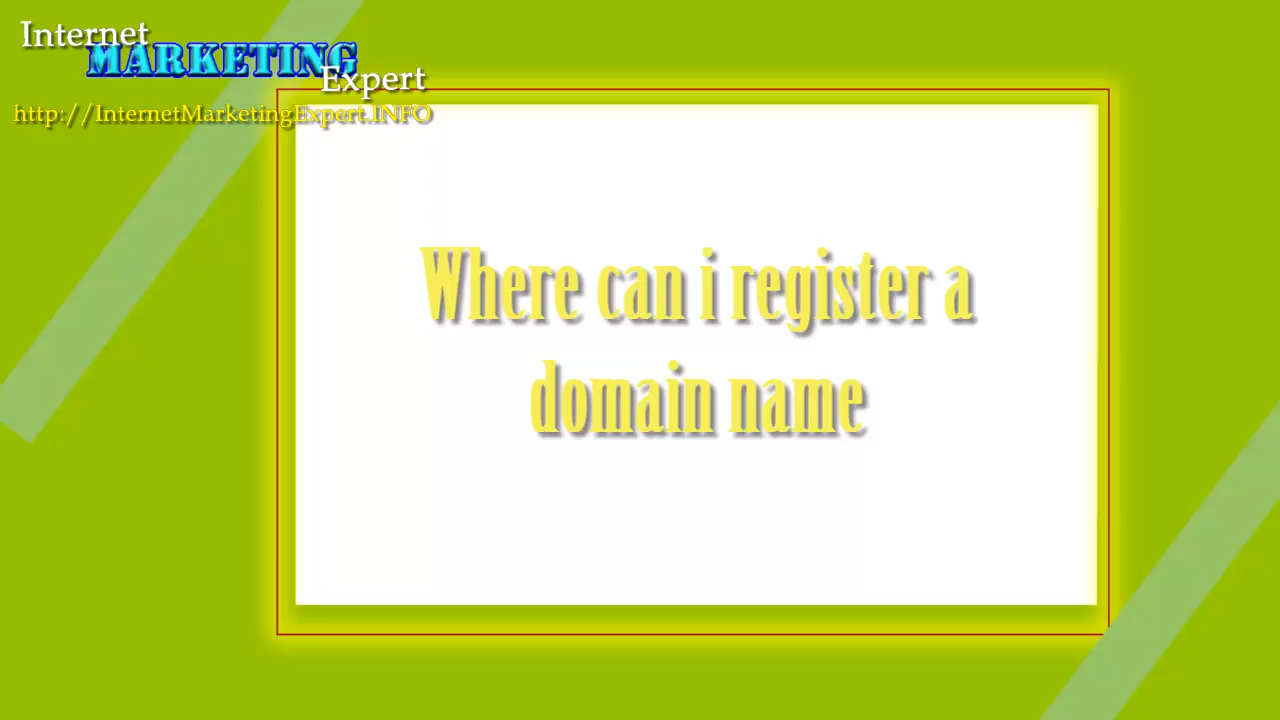 Internet
MARKETING
Expert
http://InternetMarketingExpert.INFO
Where can i register a
domain name